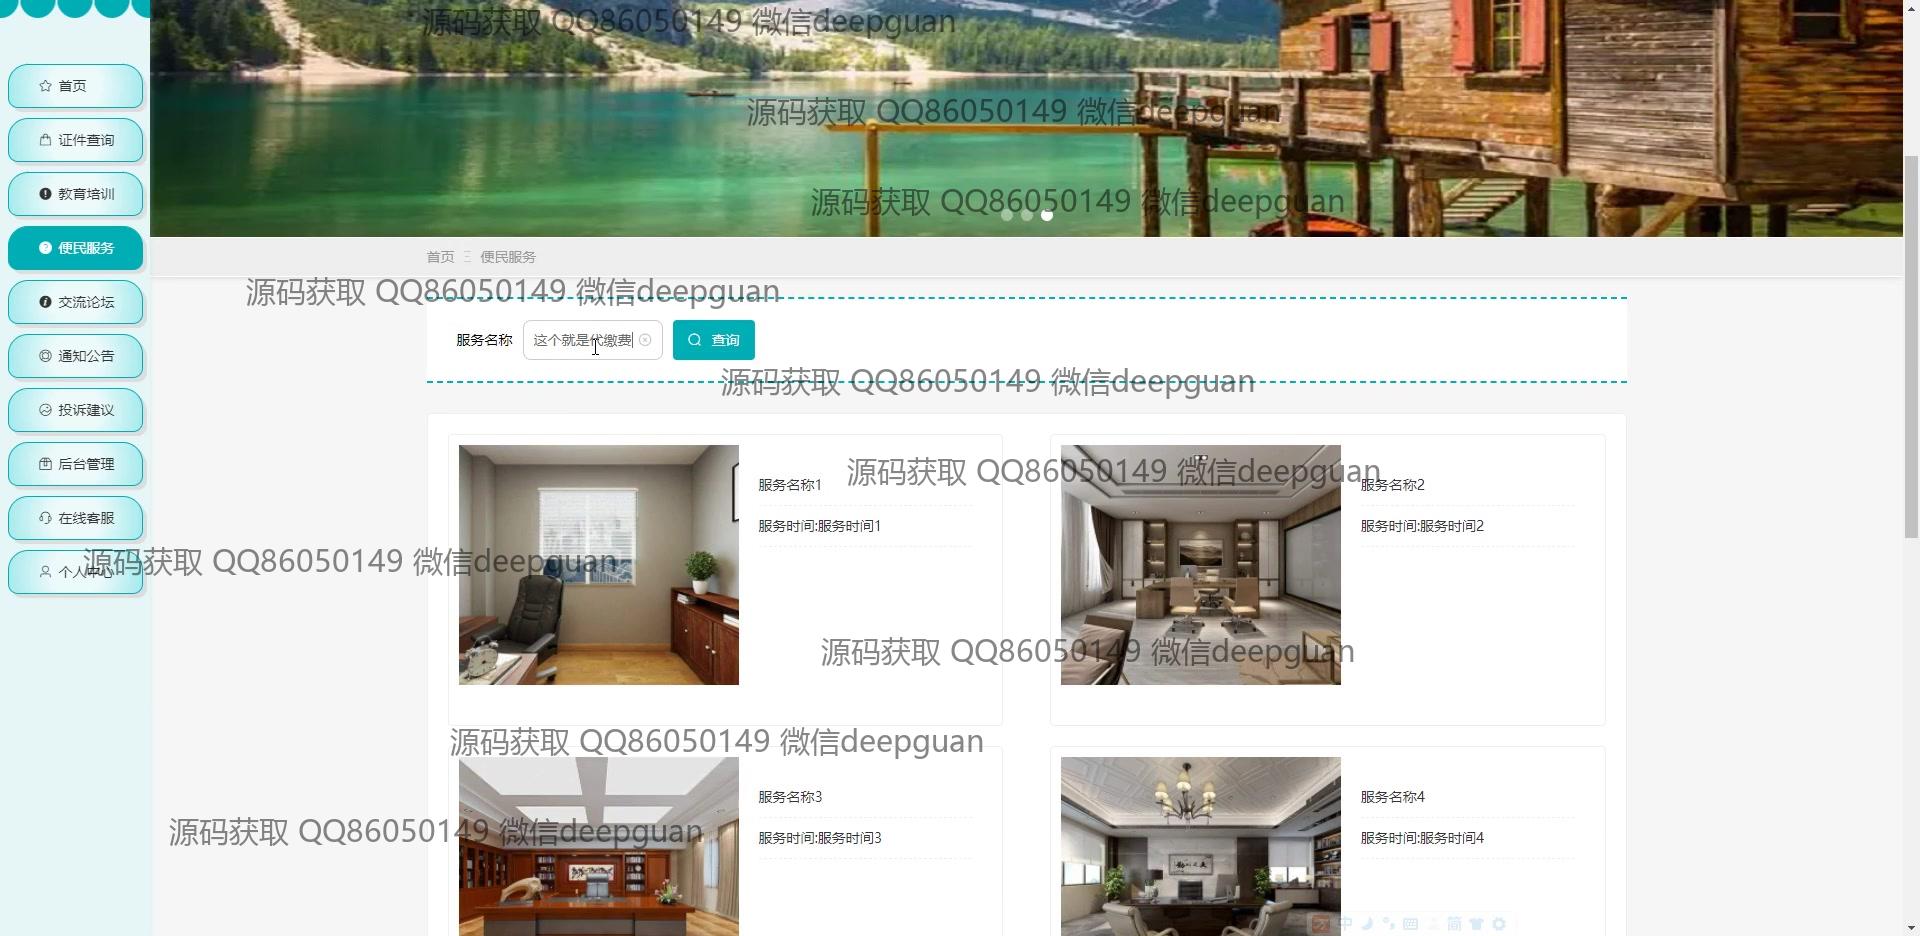 源码获取 QQ86050149 微信deepguan
首页
源码获取 QQ86050149 微信deepguan
证件查询
教育培训
源码获取 QQ86050149 微信deepguan
便民服务
首页 便民服务
源码获取 QQ86050149 微信deepguan
交流论坛
服务名称 这个就是代缴费 查询
通知公告
源码获取 QQ86050149 微信deepguan
投诉建议
后台管理
源码获取 QQ86050149 微信deepguan
服务名称1
服务名称2
在线客服
服务时间:服务时间1
服务时间:服务时间2
源码获取 QQ86050149 微信deepguan
个人中心
源码获取 QQ86050149 微信deepguan
源码获取 QQ86050149 微信deepguan
服务名称3
服务名称4
源码获取 QQ86050149 微信deepguan
服务时间:服务时间3
服务时间:服务时间4
中 简